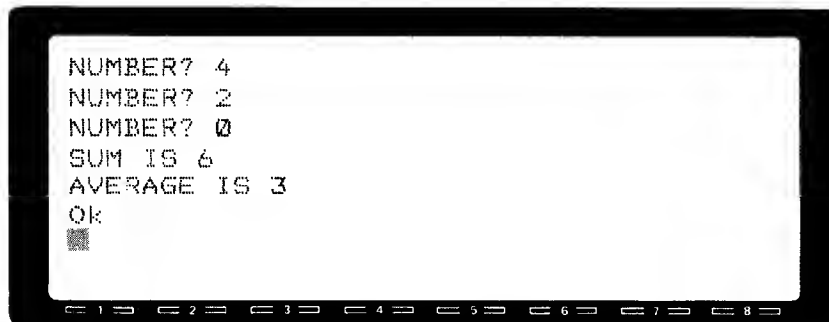 NUMBER? 4
NUMBER? 2
NUMBER? 0
SUM IS 6
AVERAGE IS 3
Ok
1 2 3 4 5 6 7 8